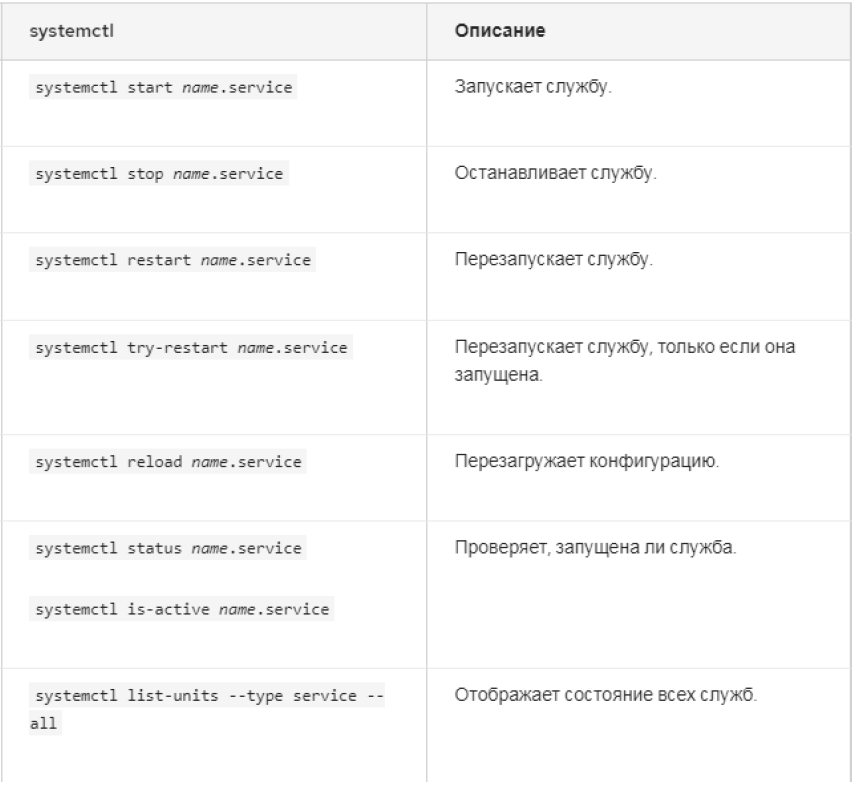 systemctl
Описание
systemctl start name.service
Запускает службу.
systemctl stop name.service
Останавливает службу.
systemctl restart name.service
Перезапускает службу.
systemctl try-restart name.service
Перезапускает службу, только если она
запущена.
systemctl reload name.service
Перезагружает конфигурацию.
systemctl status name.service
systemctl is-active name.service
Проверяет, запущена ли служба.
systemctl list-units --type service --
all
Отображает состояние всех служб.